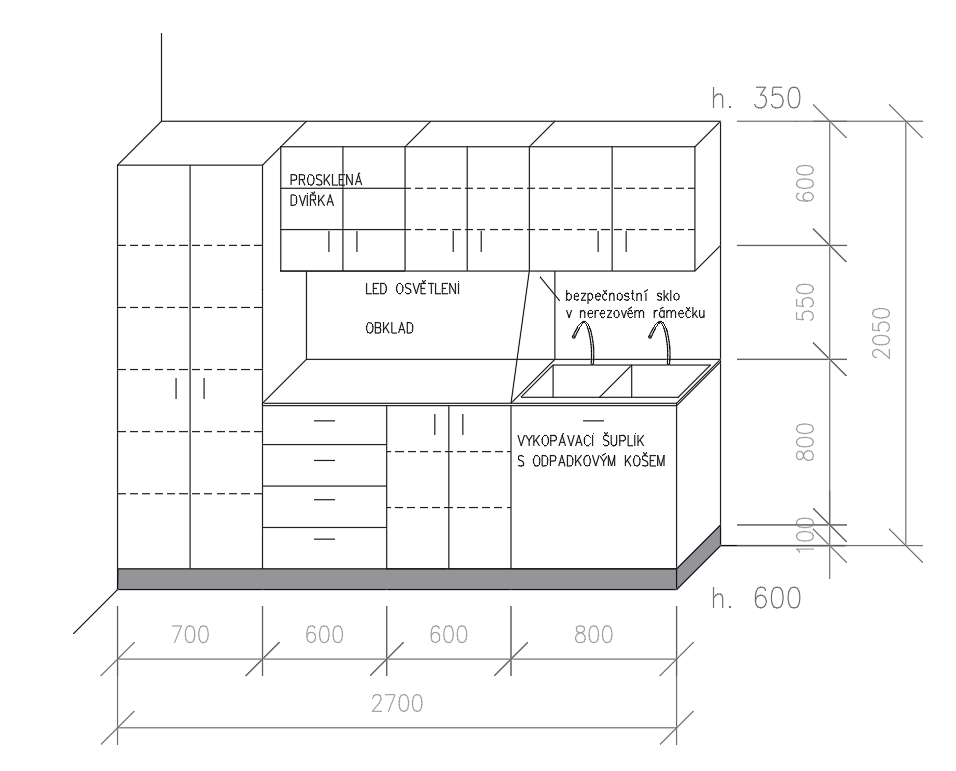 h. 350
PROSKLENÁ
DVÍŘKA
600
LED OSVĚTLENÍ
bezpečnostní sklo
v nerezovém rámečku
OBKLAD
550
2050
VYKOPÁVACÍ ŠUPLÍK
S ODPADKOVÝM KOŠEM
800
100
h. 600
700
600
600
800
2700